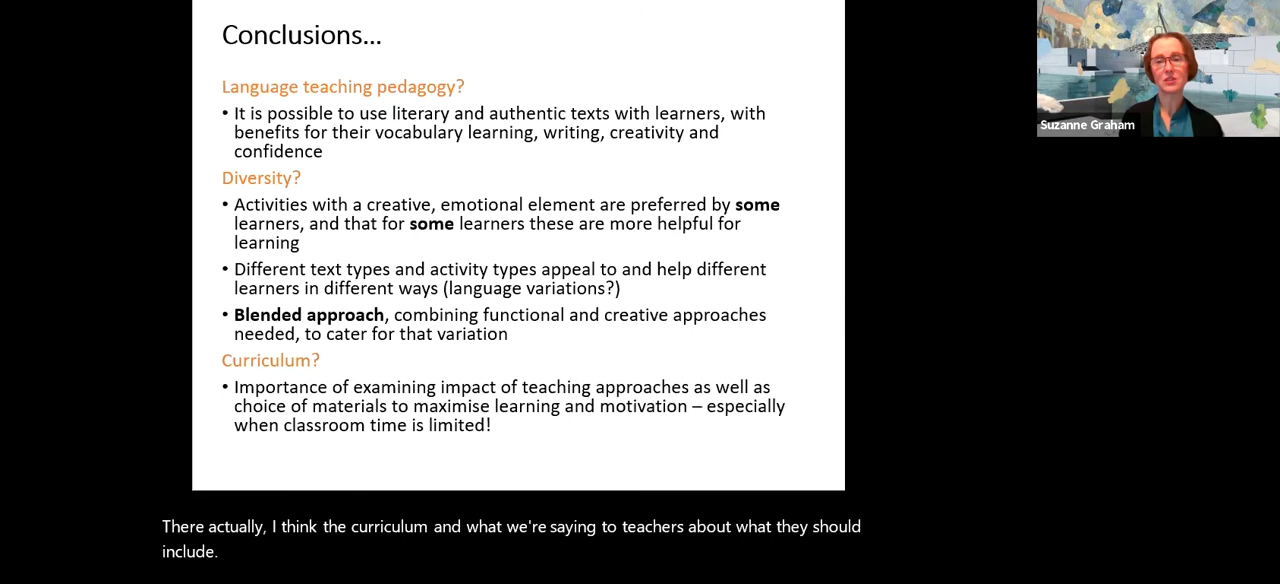 Conclusions...
Language teaching pedagogy?
• It is possible to use literary and authentic texts with learners, with
benefits for their vocabulary learning, writing, creativity and
confidence
Diversity?
• Activities with a creative, emotional element are preferred by some
learners, and that for some learners these are more helpful for
learning
• Different text types and activity types appeal to and help different
learners in different ways (language variations?)
• Blended approach, combining functional and creative approaches
needed, to cater for that variation
Curriculum?
• Importance of examining impact of teaching approaches as well as
choice of materials to maximise learning and motivation – especially
when classroom time is limited!
Suzanne Graham
There actually, I think the curriculum and what we're saying to teachers about what they should
include.